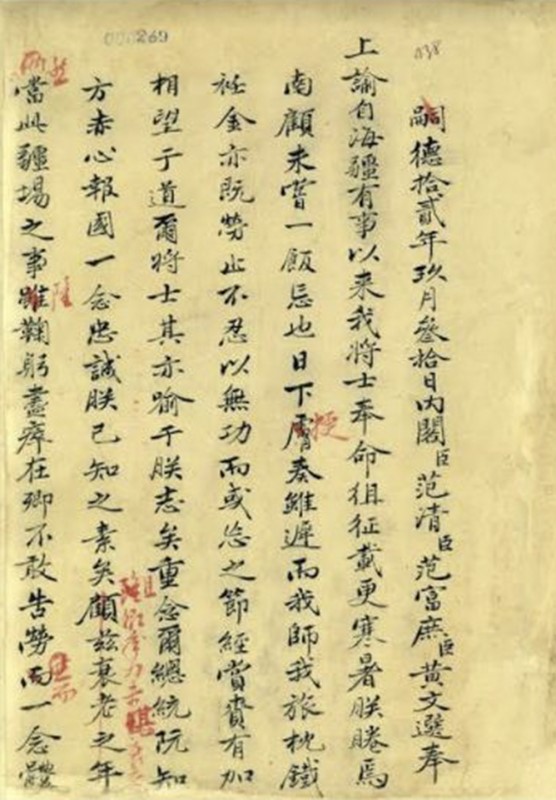 000269
038
嗣德拾貳年玖月叄拾日內閣臣范清臣范富庶臣黃文選奉
上諭自海疆有事以來我將士奉命徂征載更寒暑朕睠焉
南顧未嘗一飯忘也日下膚奏雖遲而我師我旅枕鐵
衽金亦既勞止不忍以無功而或忽之節經賞賚有加
相望于道爾將士其亦喻于朕志矣重念爾總統阮知
方赤心報國一念忠誠朕已知之素矣顧茲衰老之年
當此疆場之事雖鞠躬盡瘁在卿不敢告勞而一念體